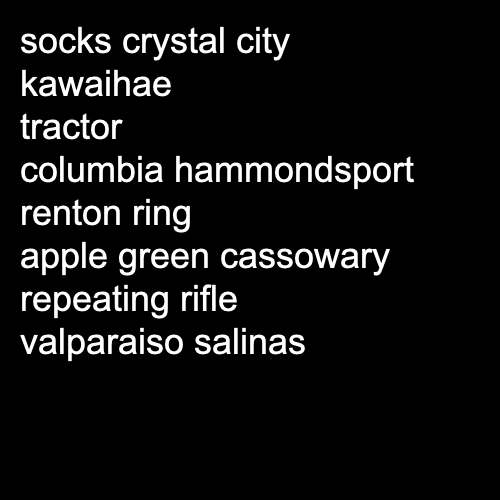 socks crystal city
kawaihae
tractor
columbia hammondsport
renton ring
apple green cassowary
repeating rifle
valparaiso salinas